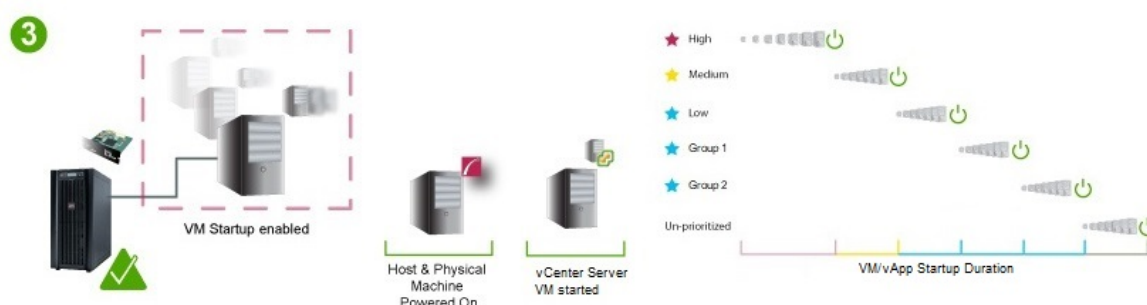 3
VM Startup enabled
Host & Physical
Machine
Powered On
vCenter Server
VM started
High
Medium
Low
Group 1
Group 2
Un-prioritized
VM/vApp Startup Duration